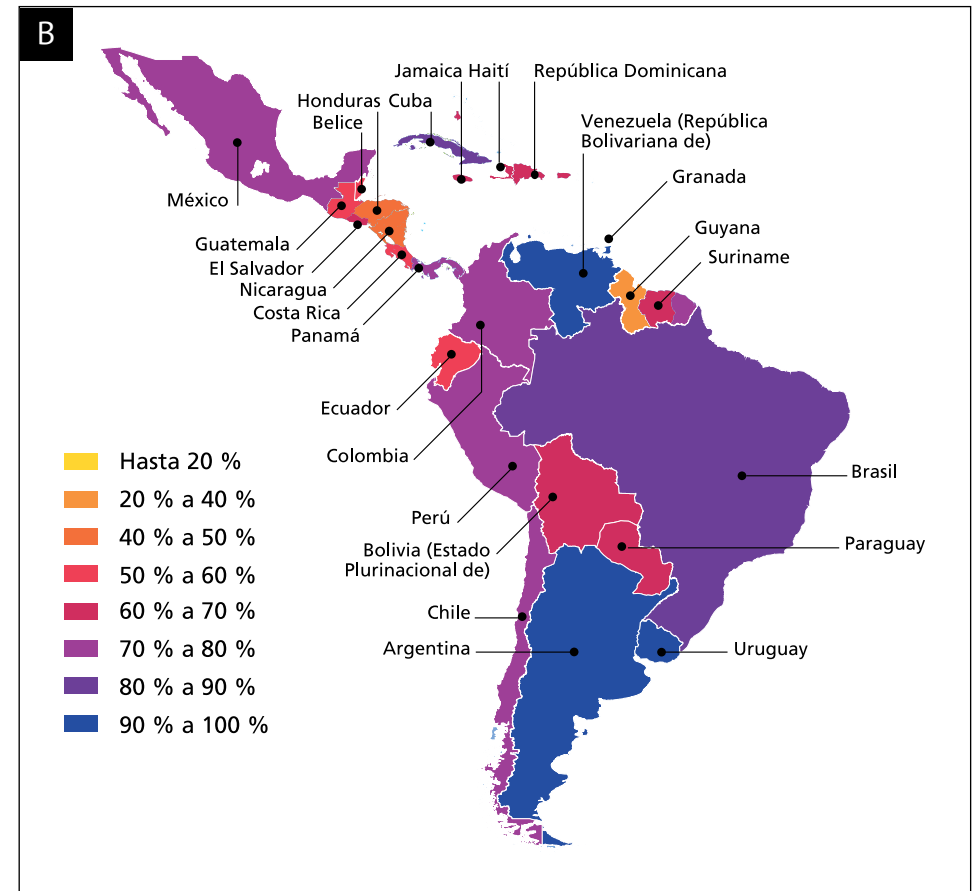 B
Jamaica Haití República Dominicana
Honduras Cuba
Belice
Venezuela (República
Bolivariana de)
Granada
México
Guyana
Guatemala
Suriname
El Salvador
Nicaragua
Costa Rica
Panamá
Ecuador
Colombia
Brasil
Perú
Bolivia (Estado
Plurinacional de)
Paraguay
Chile
Argentina
Uruguay
Hasta 20 %
20 % a 40 %
40 % a 50 %
50 % a 60 %
60 % a 70 %
70 % a 80 %
80 % a 90 %
90 % a 100 %